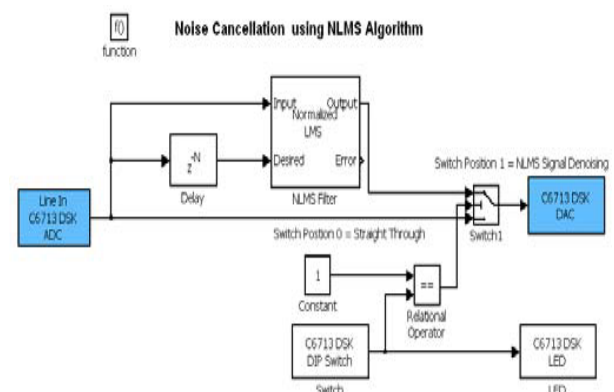 f()
function
Noise Cancellation using NLMS Algorithm
Input
Output
Normalized
LMS
Desired
Error
NLMS Filter
z-N
Delay
Line In
C6713 DSK
ADC
Switch Position 1 = NLMS Signal Denoising
C6713 DSK
DAC
Switch1
Switch Postion 0 = Straight Through
1
Constant
==
Relational
Operator
C6713 DSK
DIP Switch
Switch
C6713 DSK
LED
LED